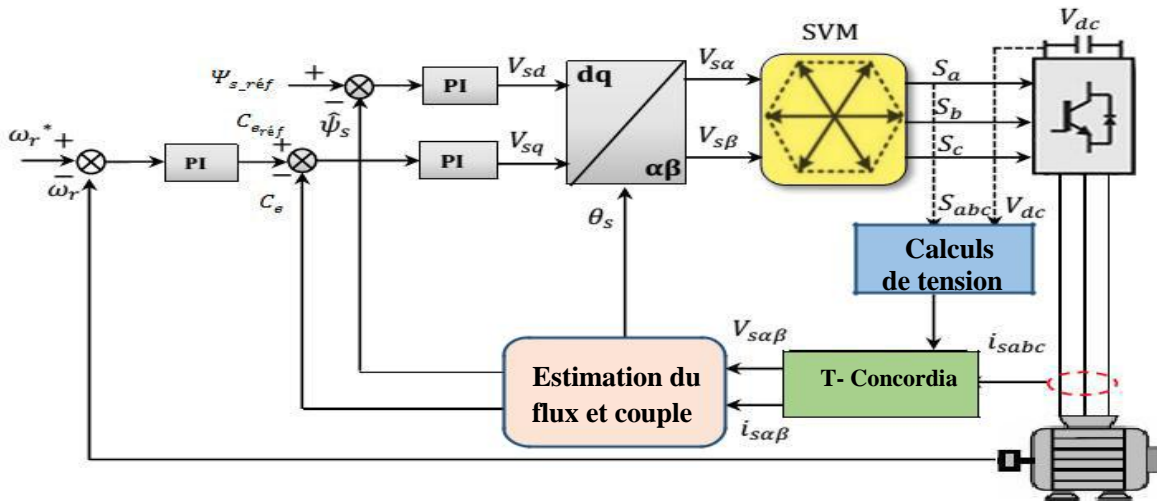 V_dc
SVM
Ψ_s_réf
+
−
ψ̂_s
PI
V_sd
dq
αβ
V_sα
S_a
S_b
V_sβ
S_c
ω_r* +
−
ω_r
PI
C_e_réf
+
−
C_e
PI
V_sq
θ_s
S_abc
V_dc
Calculs
de tension
V_sαβ
i_sabc
Estimation du
flux et couple
T- Concordia
i_sαβ